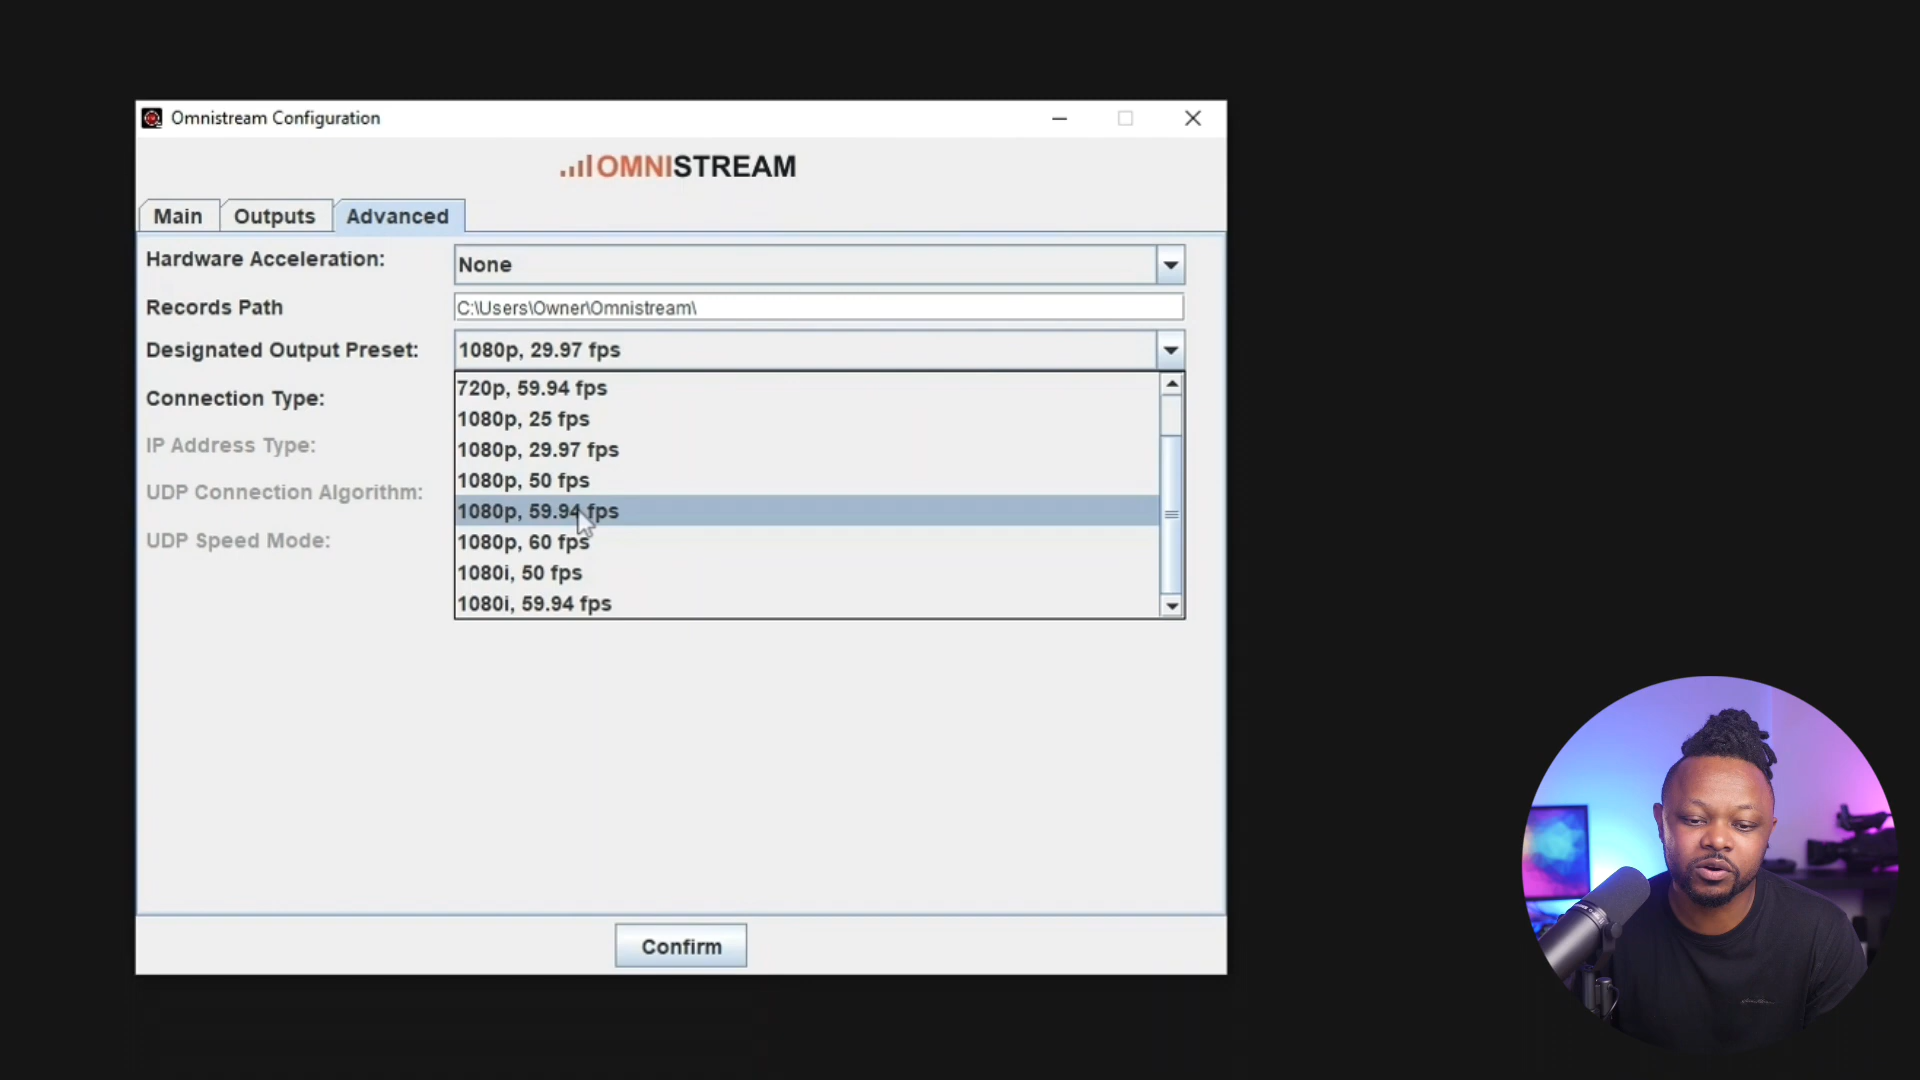 Omnistream Configuration
OMNISTREAM
Main Outputs Advanced
Hardware Acceleration: None
Records Path C:\Users\Owner\Omnistream\
Designated Output Preset: 1080p, 29.97 fps
720p, 59.94 fps
Connection Type:
1080p, 25 fps
1080p, 29.97 fps
IP Address Type:
1080p, 50 fps
UDP Connection Algorithm:
1080p, 59.94 fps
1080p, 60 fps
UDP Speed Mode:
1080i, 50 fps
1080i, 59.94 fps
Confirm